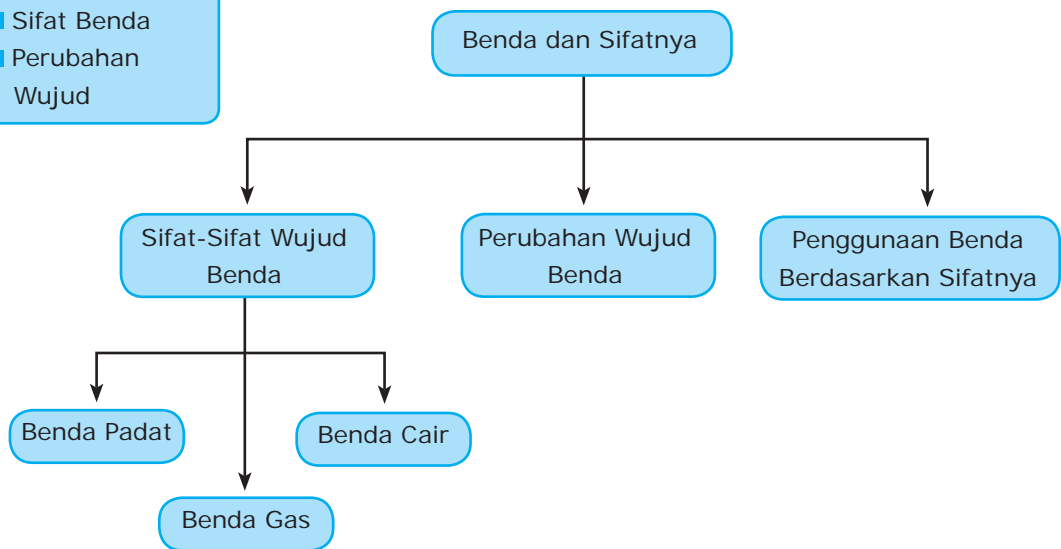 Sifat Benda
Perubahan
Wujud
Benda dan Sifatnya
Sifat-Sifat Wujud
Benda
Perubahan Wujud
Benda
Penggunaan Benda
Berdasarkan Sifatnya
Benda Padat
Benda Cair
Benda Gas